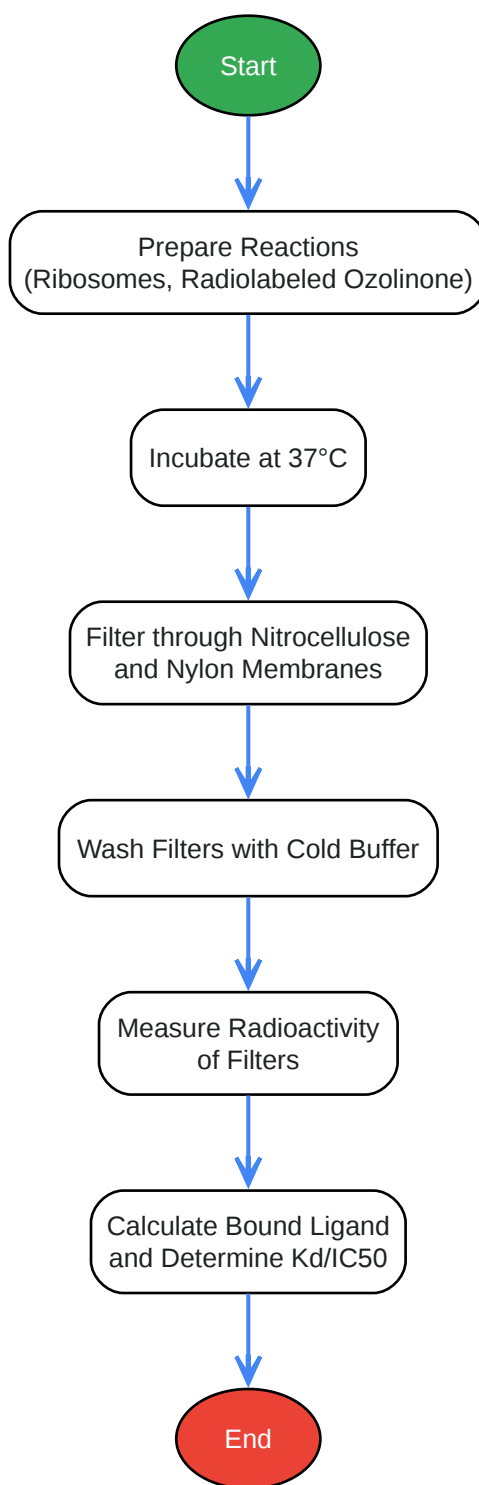 Start
Prepare Reactions
(Ribosomes, Radiolabeled Ozolinone)
Incubate at 37°C
Filter through Nitrocellulose
and Nylon Membranes
Wash Filters with Cold Buffer
Measure Radioactivity
of Filters
Calculate Bound Ligand
and Determine Kd/IC50
End